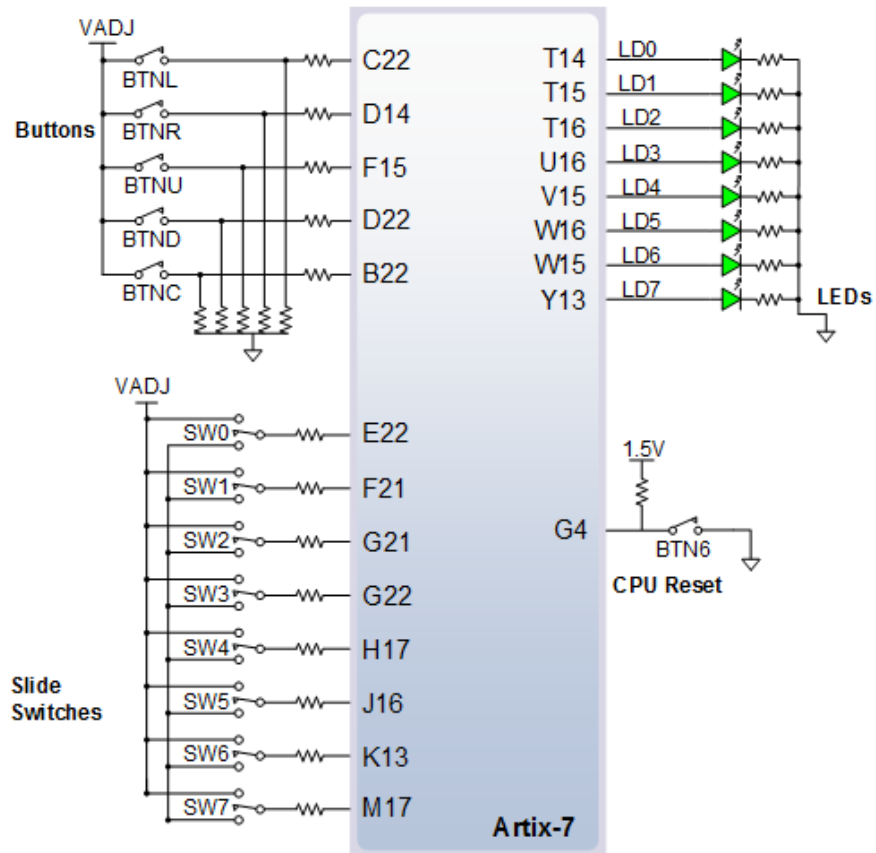 VADJ
BTNL
C22
BTNR
D14
Buttons
BTNU
F15
BTND
D22
BTNC
B22
T14 LD0
T15 LD1
T16 LD2
U16 LD3
V15 LD4
W16 LD5
W15 LD6
Y13 LD7
LEDs
VADJ
SW0 E22
SW1 F21
SW2 G21
SW3 G22
SW4 H17
SW5 J16
SW6 K13
SW7 M17
Slide
Switches
1.5V
G4
BTN6
CPU Reset
Artix-7